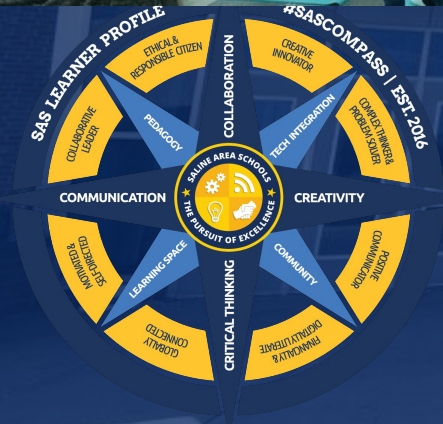 SAS LEARNER PROFILE
#SASCOMPASS | EST. 2016
ETHICAL &
RESPONSIBLE CITIZEN
CREATIVE
INNOVATOR
COMPLEX THINKER &
PROBLEM SOLVER
POSITIVE
COMMUNICATOR
FINANCIALLY &
DIGITALLY LITERATE
GLOBALLY
CONNECTED
MOTIVATED &
SELF-DIRECTED
COLLABORATIVE
LEADER
COLLABORATION
CREATIVITY
CRITICAL THINKING
COMMUNICATION
PEDAGOGY
TECH INTEGRATION
COMMUNITY
LEARNING SPACE
SALINE AREA SCHOOLS
THE PURSUIT OF EXCELLENCE